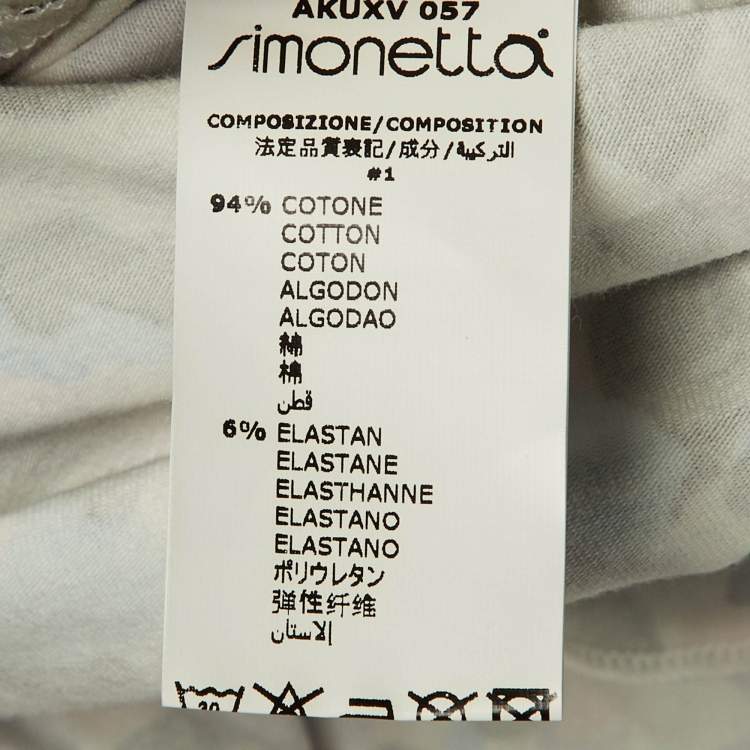 AKUXV 057
simonetta
COMPOSIZIONE/COMPOSITION
法定品質表記/成分/التركيبة
#1
94% COTONE
COTTON
COTON
ALGODON
ALGODAO
綿
棉
قطن
6% ELASTAN
ELASTANE
ELASTHANNE
ELASTANO
ELASTANO
ポリウレタン
弹性纤维
إلاستان
30